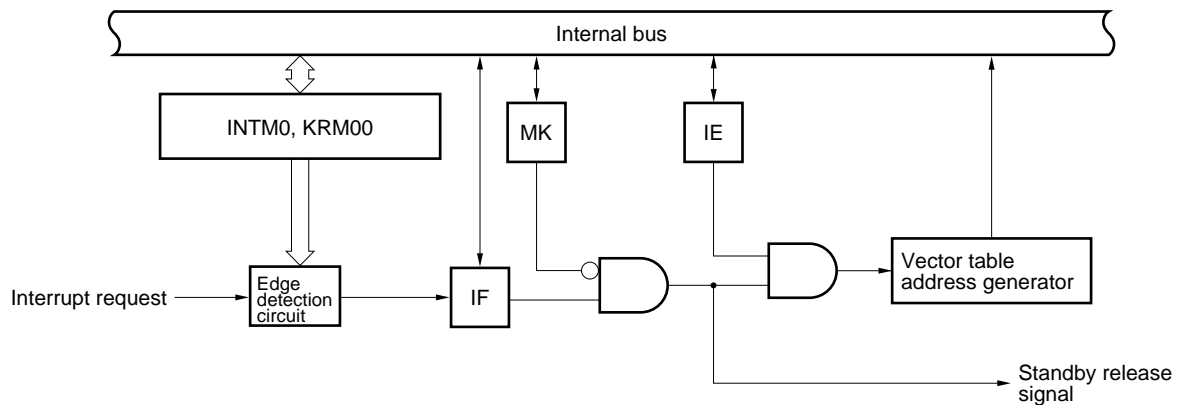 Internal bus
INTM0, KRM00
MK
IE
Interrupt request
Edge
detection
circuit
IF
Vector table
address generator
Standby release
signal